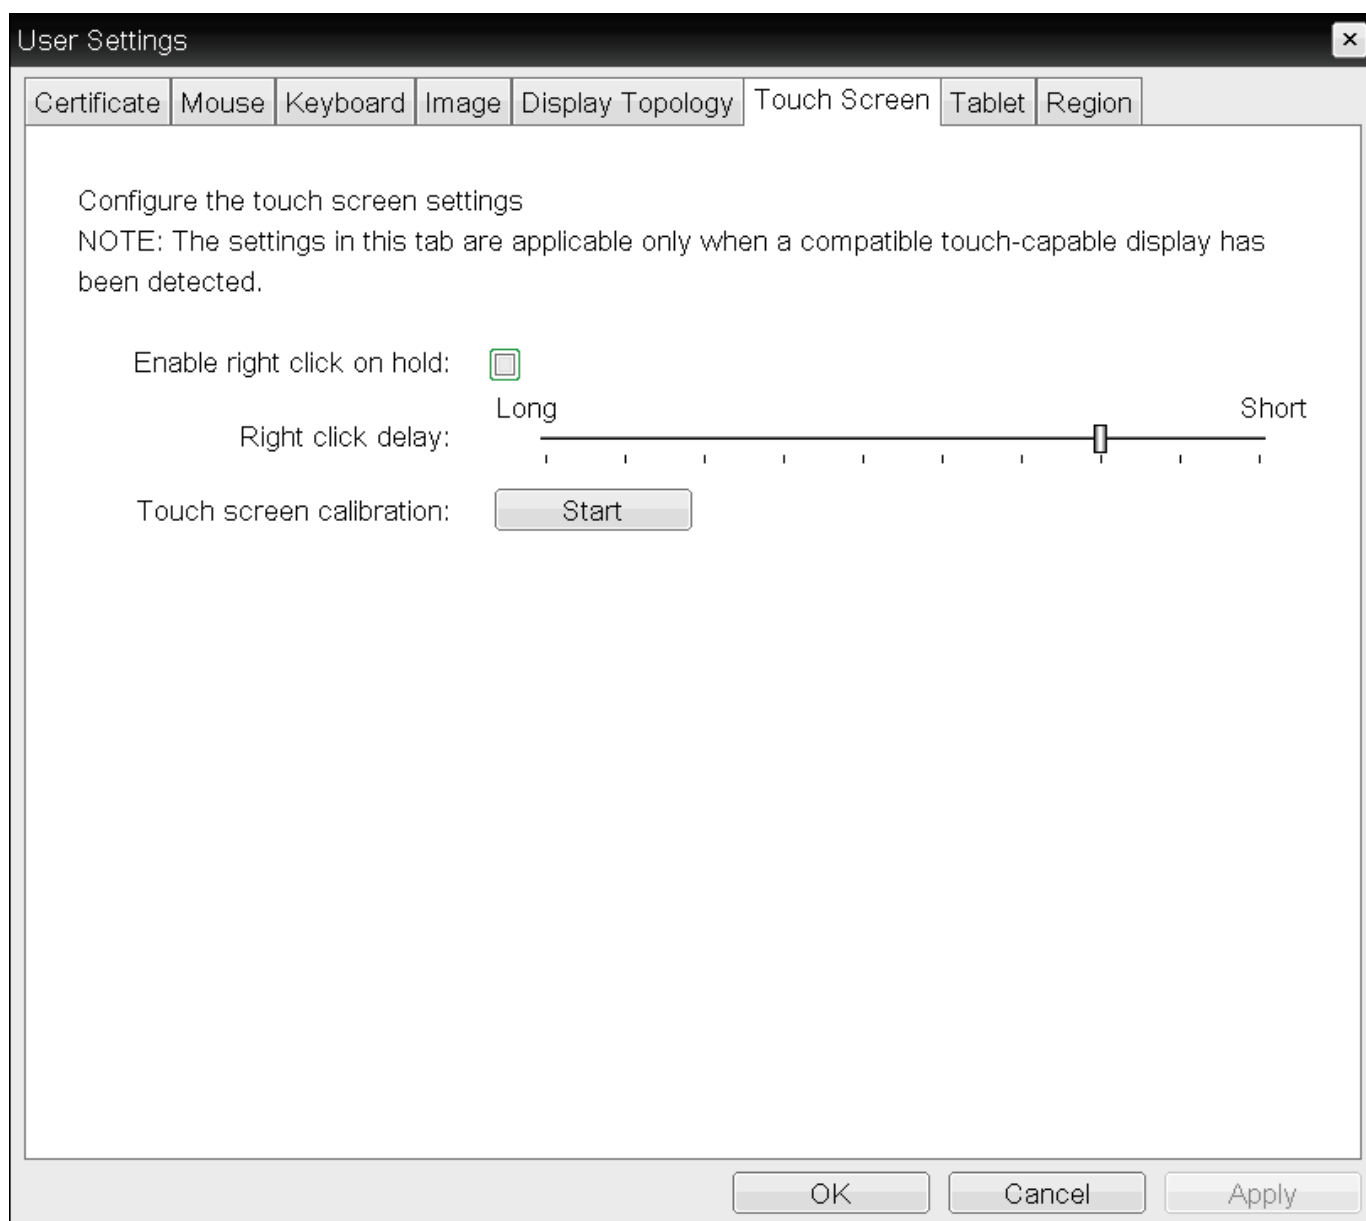 User Settings
Certificate Mouse Keyboard Image Display Topology Touch Screen Tablet Region
Configure the touch screen settings
NOTE: The settings in this tab are applicable only when a compatible touch-capable display has
been detected.
Enable right click on hold:
Long Short
Right click delay:
Touch screen calibration: Start
OK Cancel Apply